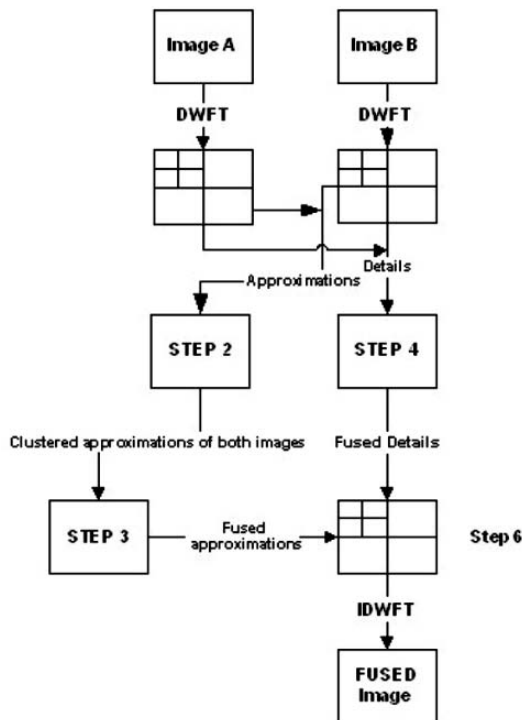 Image A
Image B
DWFT
DWFT
Details
Approximations
STEP 2
STEP 4
Clustered approximations of both images
Fused Details
STEP 3
Fused
approximations
Step 6
IDWFT
FUSED
Image